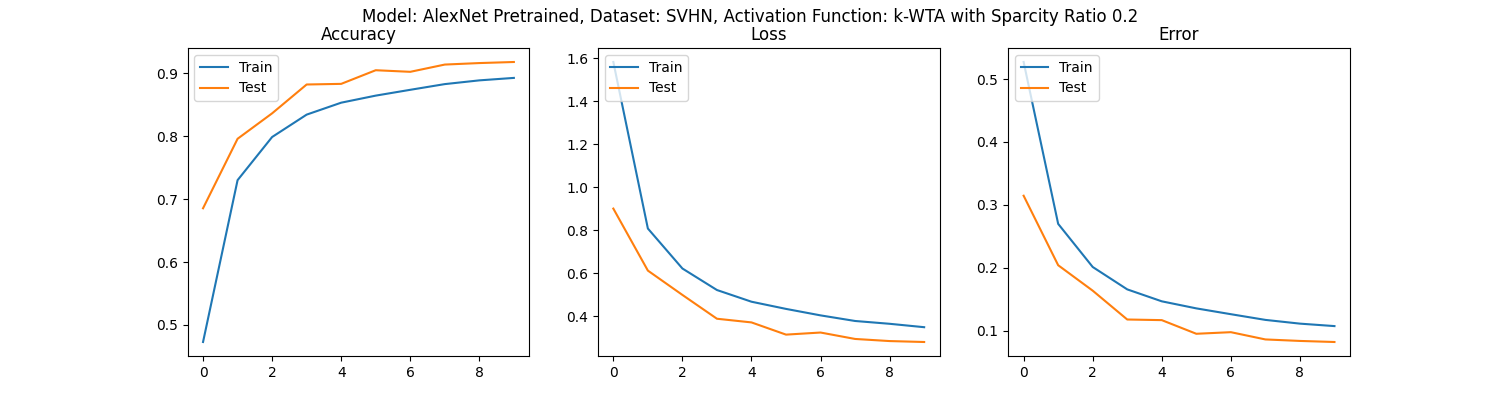 Model: AlexNet Pretrained, Dataset: SVHN, Activation Function: k-WTA with Sparcity Ratio 0.2
Accuracy
Train
Test
0.9
0.8
0.7
0.6
0.5
0 2 4 6 8
Loss
Train
Test
1.6
1.4
1.2
1.0
0.8
0.6
0.4
0 2 4 6 8
Error
Train
Test
0.5
0.4
0.3
0.2
0.1
0 2 4 6 8